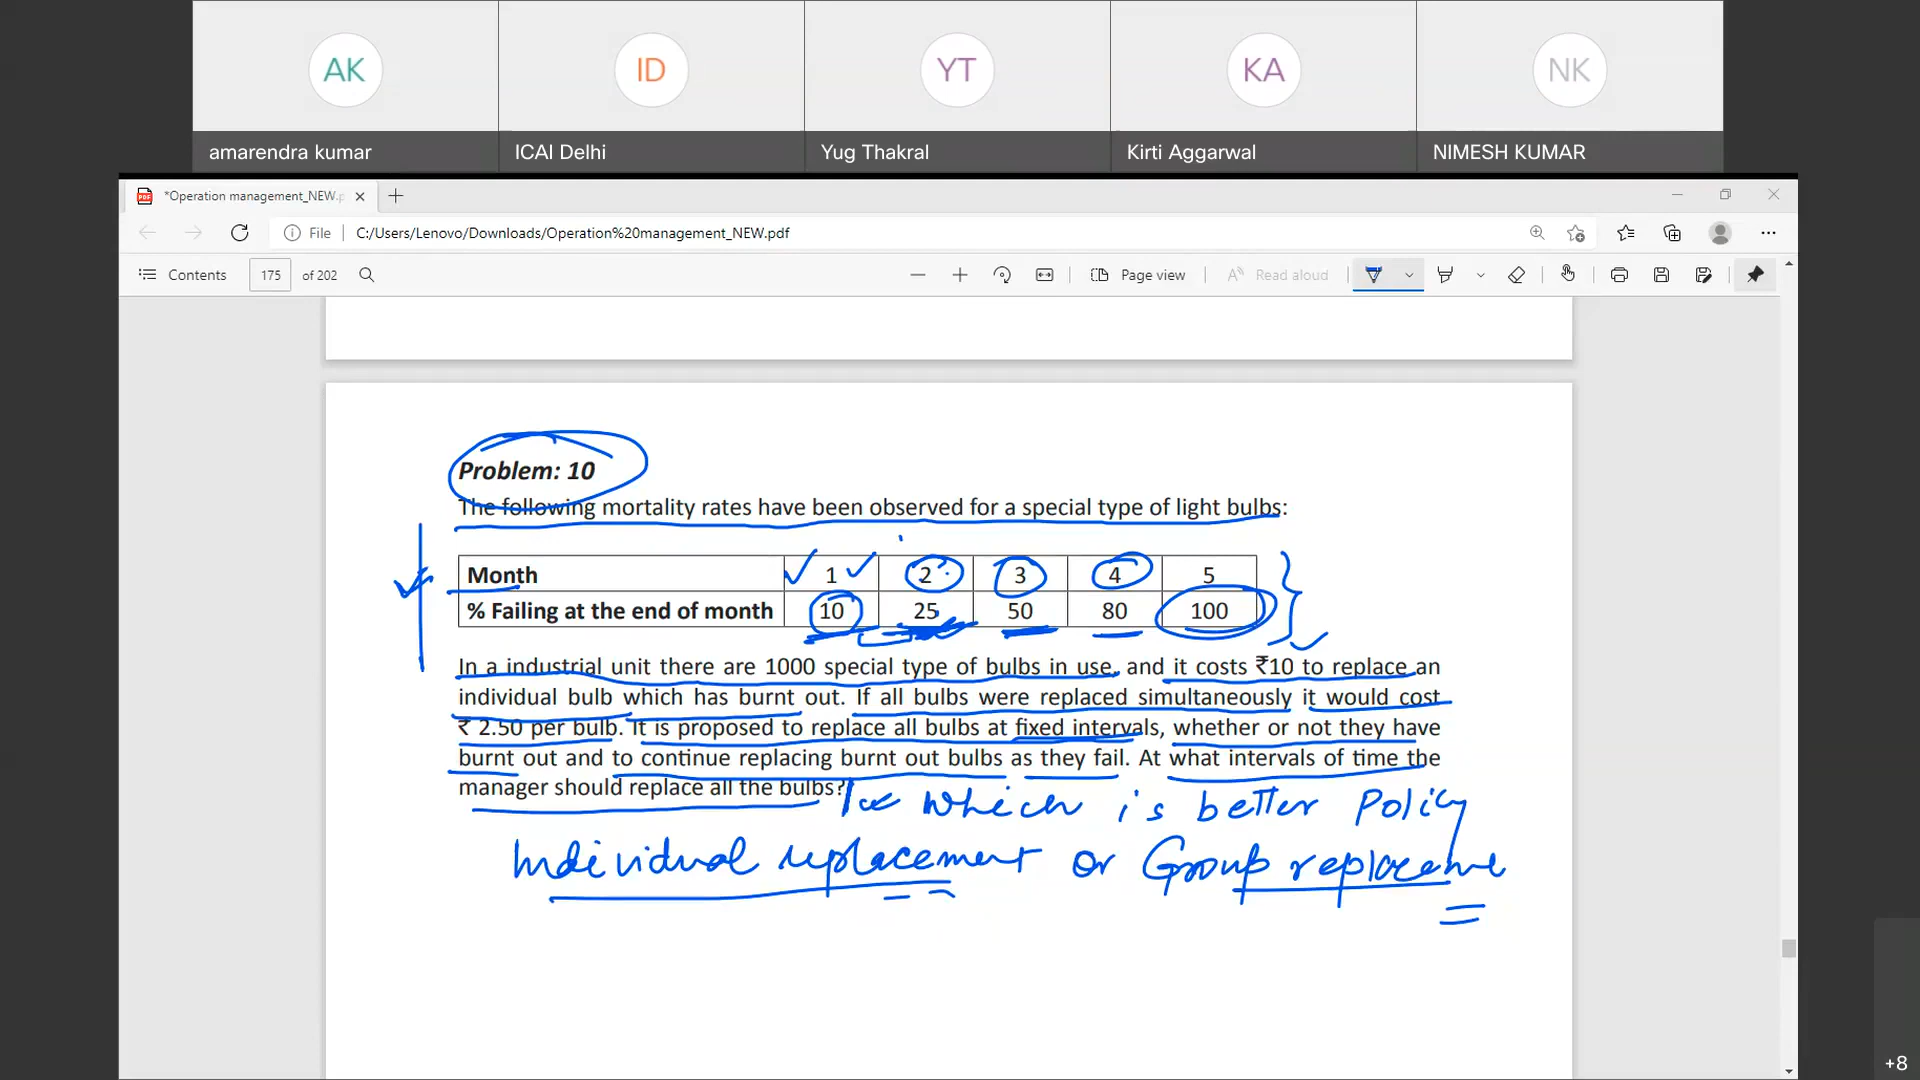 AK ID YT KA NK
amarendra kumar ICAI Delhi Yug Thakral Kirti Aggarwal NIMESH KUMAR
*Operation management_NEW.p
File C:/Users/Lenovo/Downloads/Operation%20management_NEW.pdf
Contents 175 of 202 Page view Read aloud
Problem: 10
The following mortality rates have been observed for a special type of light bulbs:
Month 1 2 3 4 5
% Failing at the end of month 10 25 50 80 100
In a industrial unit there are 1000 special type of bulbs in use, and it costs ₹10 to replace an
individual bulb which has burnt out. If all bulbs were replaced simultaneously it would cost
₹ 2.50 per bulb. It is proposed to replace all bulbs at fixed intervals, whether or not they have
burnt out and to continue replacing burnt out bulbs as they fail. At what intervals of time the
manager should replace all the bulbs?
which is better Policy
Individual replacement or Group replaceme
+8